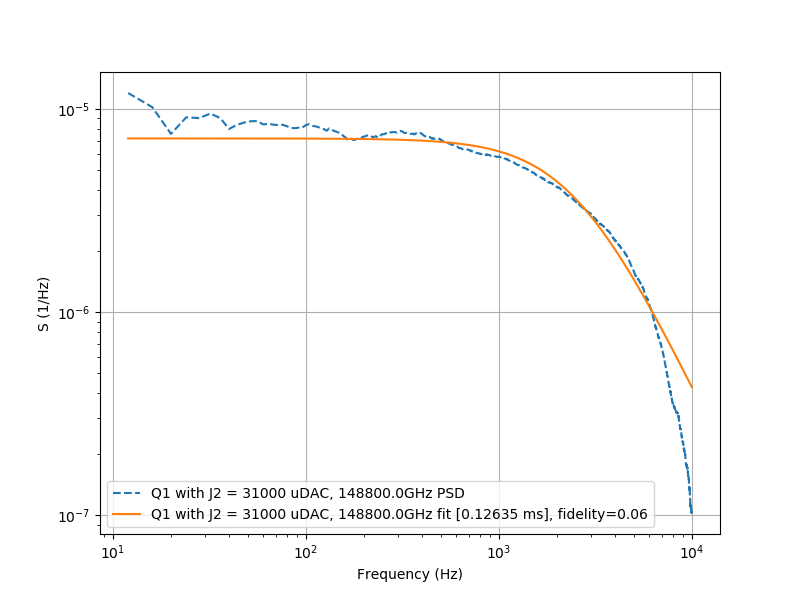 10⁻⁵
10⁻⁶
10⁻⁷
S (1/Hz)
Q1 with J2 = 31000 uDAC, 148800.0GHz PSD
Q1 with J2 = 31000 uDAC, 148800.0GHz fit [0.12635 ms], fidelity=0.06
10¹ 10² 10³ 10⁴
Frequency (Hz)